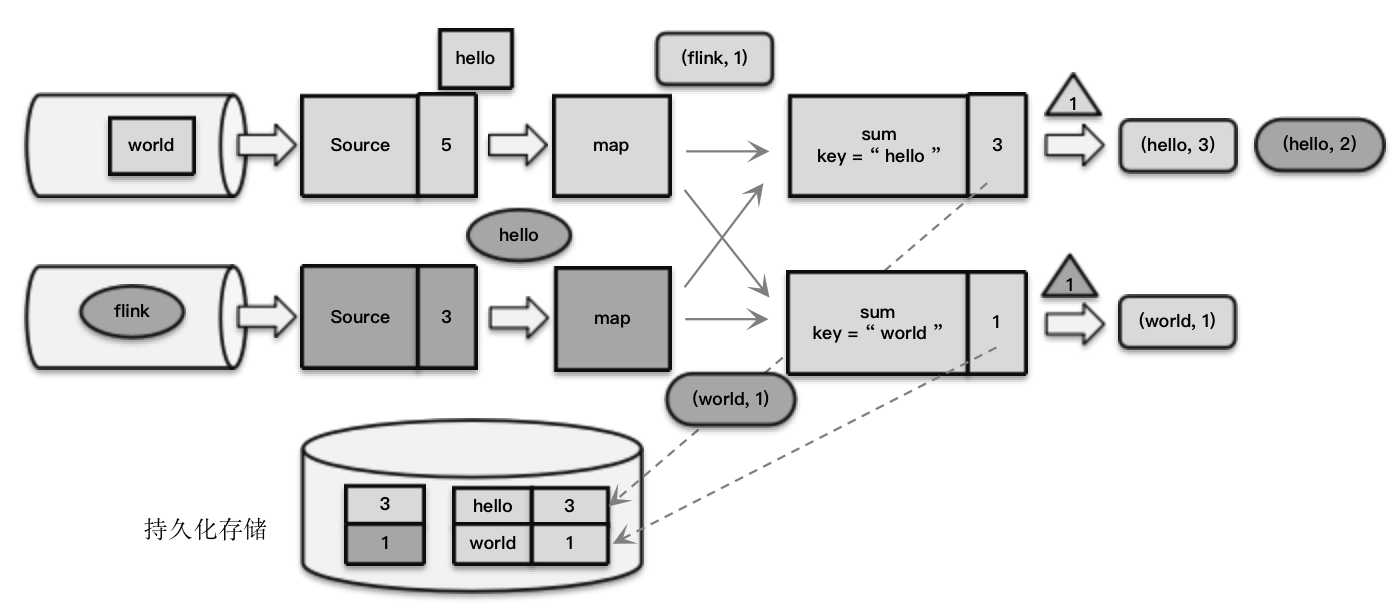 hello
(flink, 1)
world
Source
5
map
sum
key = “ hello ”
3
1
(hello, 3)
(hello, 2)
hello
flink
Source
3
map
sum
key = “ world ”
1
1
(world, 1)
(world, 1)
持久化存储
3
1
hello
3
world
1